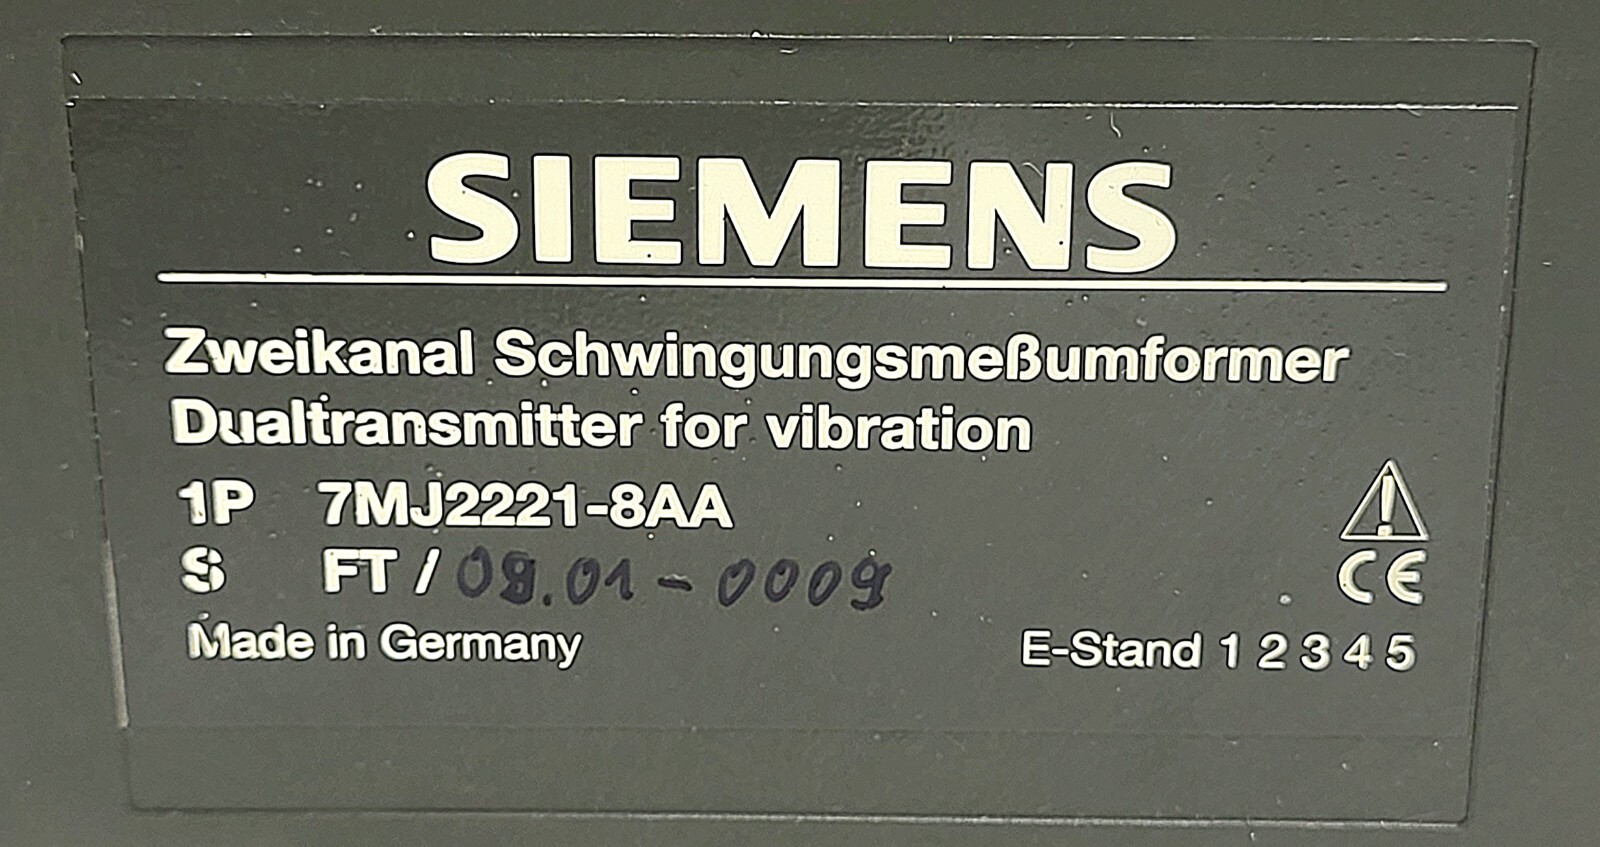 SIEMENS
Zweikanal Schwingungsmeßumformer
Dualtransmitter for vibration
1P 7MJ2221-8AA
S FT / 09.01-0009
CE
Made in Germany
E-Stand 1 2 3 4 5